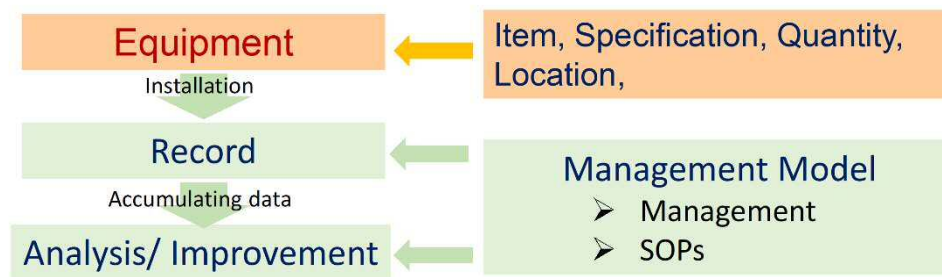 Equipment
Item, Specification, Quantity,
Location,
Installation
Record
Accumulating data
Analysis/ Improvement
Management Model
➢ Management
➢ SOPs